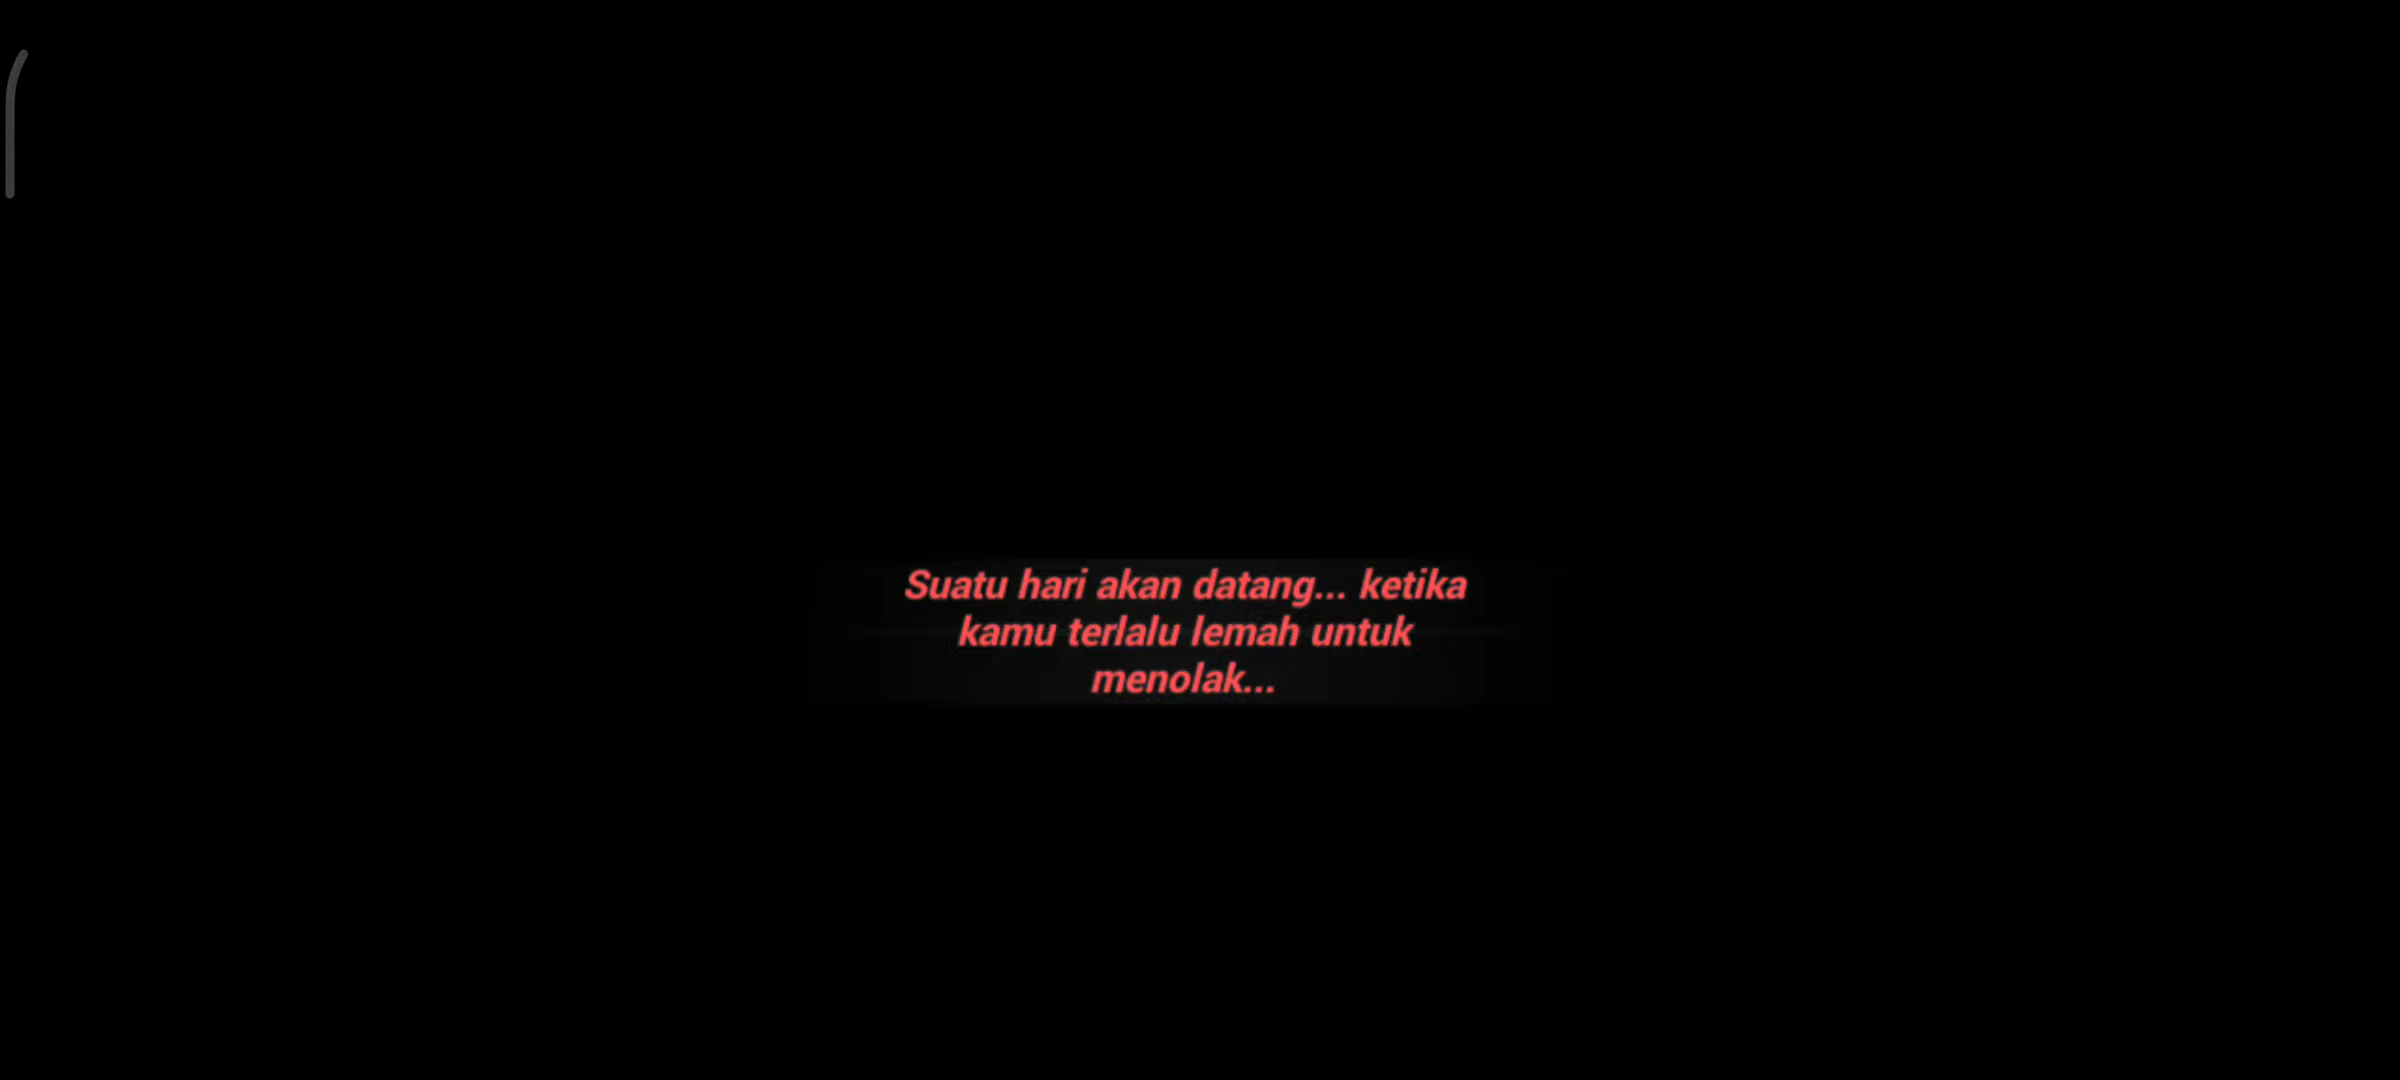 Suatu hari akan datang... ketika
kamu terlalu lemah untuk
menolak...